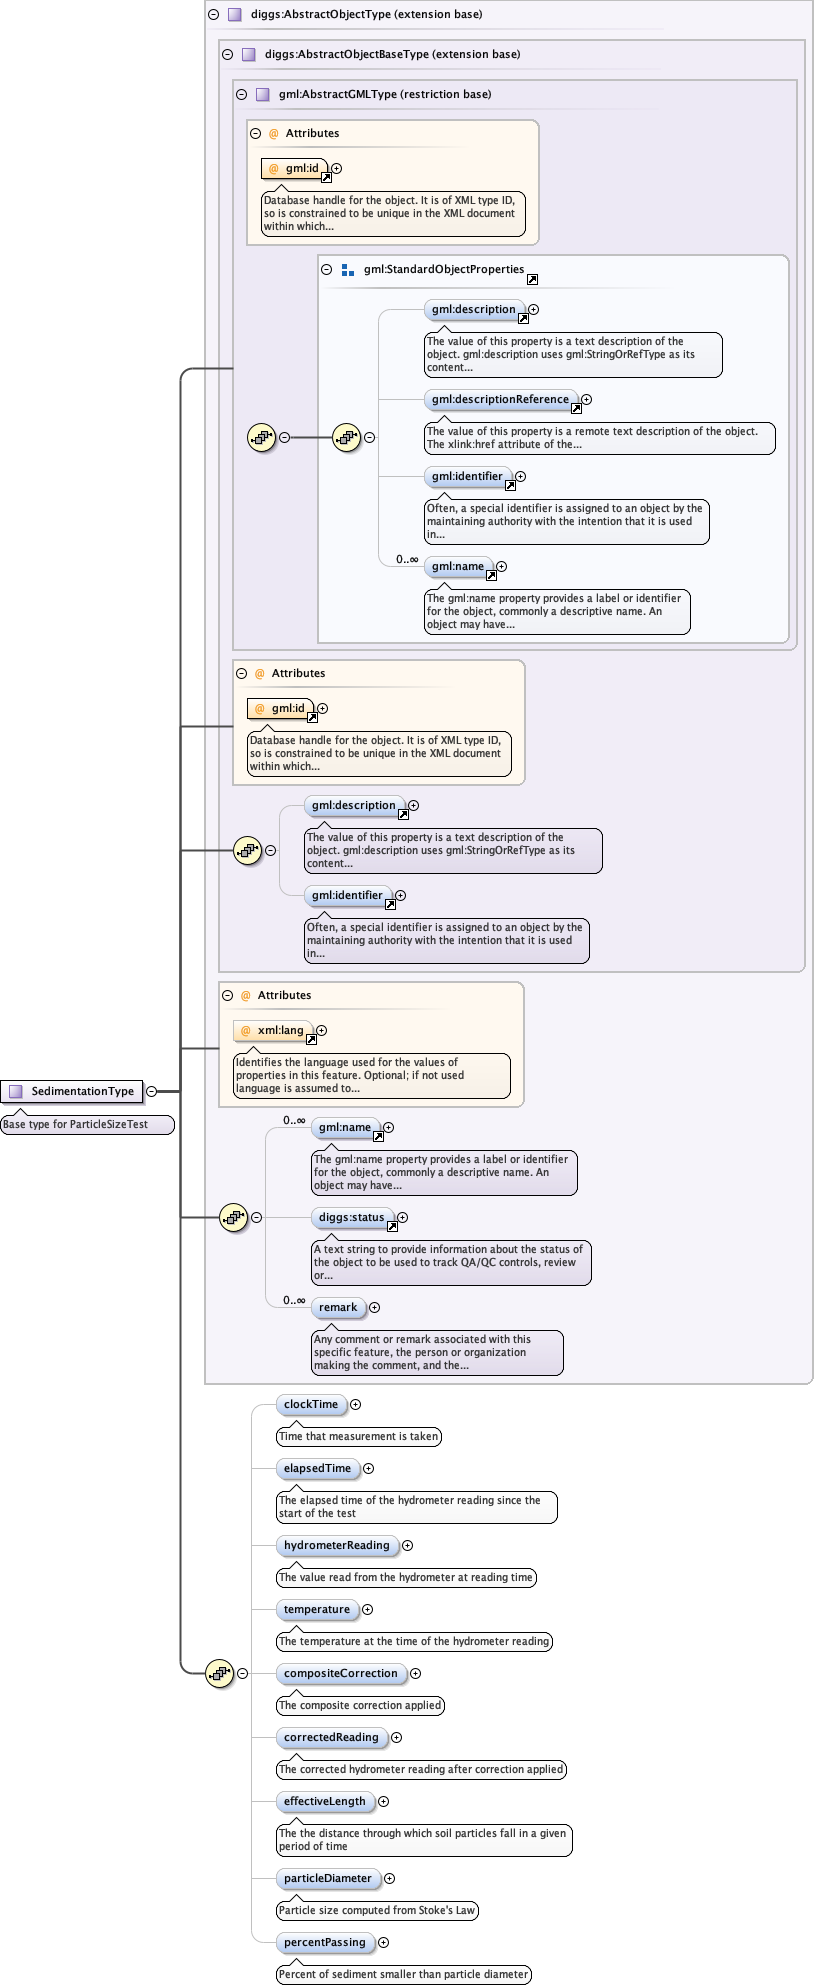 diggs:AbstractObjectType (extension base)
diggs:AbstractObjectBaseType (extension base)
gml:AbstractGMLType (restriction base)
@ Attributes
@ gml:id
Database handle for the object. It is of XML type ID,
so is constrained to be unique in the XML document
within which...
gml:StandardObjectProperties
gml:description
The value of this property is a text description of the
object. gml:description uses gml:StringOrRefType as its
content...
gml:descriptionReference
The value of this property is a remote text description of the object.
The xlink:href attribute of the...
gml:identifier
Often, a special identifier is assigned to an object by the
maintaining authority with the intention that it is used
in...
0..∞
gml:name
The gml:name property provides a label or identifier
for the object, commonly a descriptive name. An
object may have...
@ Attributes
@ gml:id
Database handle for the object. It is of XML type ID,
so is constrained to be unique in the XML document
within which...
gml:description
The value of this property is a text description of the
object. gml:description uses gml:StringOrRefType as its
content...
gml:identifier
Often, a special identifier is assigned to an object by the
maintaining authority with the intention that it is used
in...
@ Attributes
@ xml:lang
Identifies the language used for the values of
properties in this feature. Optional; if not used
language is assumed to...
SedimentationType
Base type for ParticleSizeTest
0..∞
gml:name
The gml:name property provides a label or identifier
for the object, commonly a descriptive name. An
object may have...
diggs:status
A text string to provide information about the status of
the object to be used to track QA/QC controls, review
or...
0..∞
remark
Any comment or remark associated with this
specific feature, the person or organization
making the comment, and the...
clockTime
Time that measurement is taken
elapsedTime
The elapsed time of the hydrometer reading since the
start of the test
hydrometerReading
The value read from the hydrometer at reading time
temperature
The temperature at the time of the hydrometer reading
compositeCorrection
The composite correction applied
correctedReading
The corrected hydrometer reading after correction applied
effectiveLength
The the distance through which soil particles fall in a given
period of time
particleDiameter
Particle size computed from Stoke's Law
percentPassing
Percent of sediment smaller than particle diameter